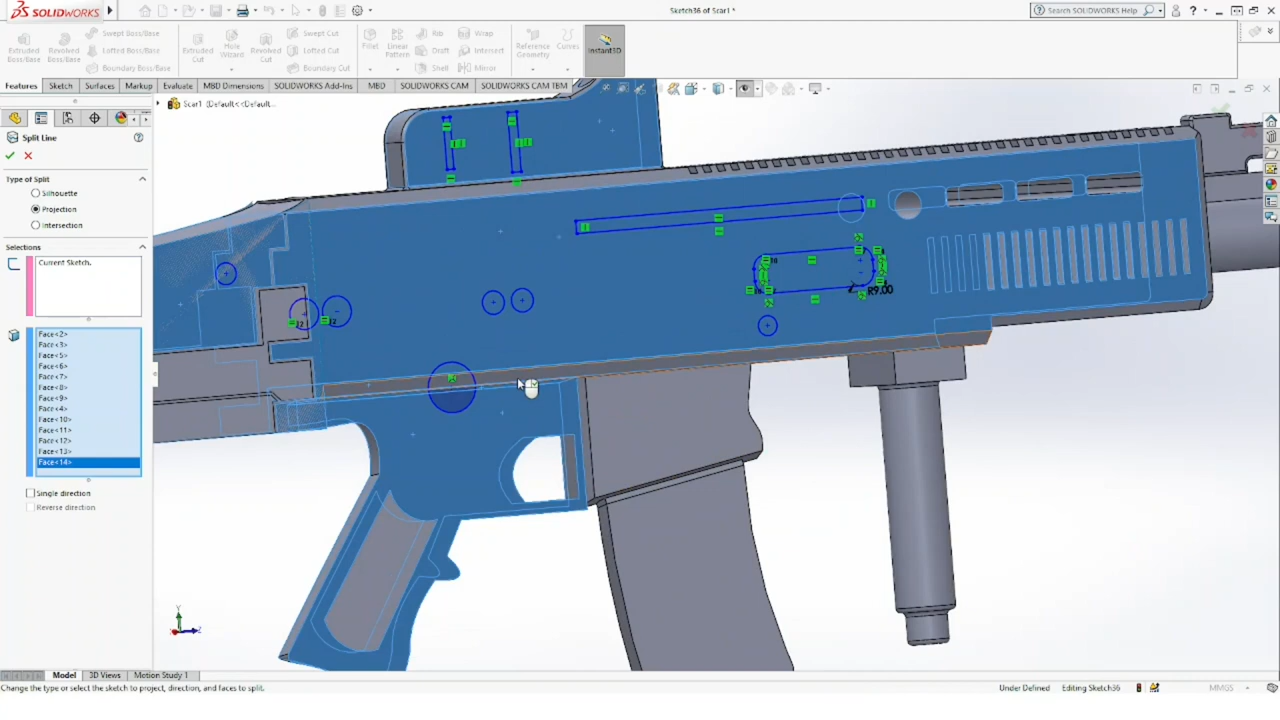 SOLIDWORKS
Sketch36 of Scar1 *
Search SOLIDWORKS Help
Extruded Boss/Base
Revolved Boss/Base
Swept Boss/Base
Lofted Boss/Base
Boundary Boss/Base
Extruded Cut
Hole Wizard
Revolved Cut
Swept Cut
Lofted Cut
Boundary Cut
Fillet
Linear Pattern
Rib
Draft
Shell
Wrap
Intersect
Mirror
Reference Geometry
Curves
Instant3D
Features
Sketch
Surfaces
Markup
Evaluate
MBD Dimensions
SOLIDWORKS Add-Ins
MBD
SOLIDWORKS CAM
SOLIDWORKS CAM TBM
Scar1 (Default<<Default...
Split Line
Type of Split
Silhouette
Projection
Intersection
Selections
Current Sketch.
Face<2>
Face<3>
Face<5>
Face<6>
Face<7>
Face<8>
Face<9>
Face<4>
Face<10>
Face<11>
Face<12>
Face<13>
Face<14>
Single direction
Reverse direction
R9.00
Model
3D Views
Motion Study 1
Change the type or select the sketch to project, direction, and faces to split.
Under Defined
Editing Sketch36
MMGS